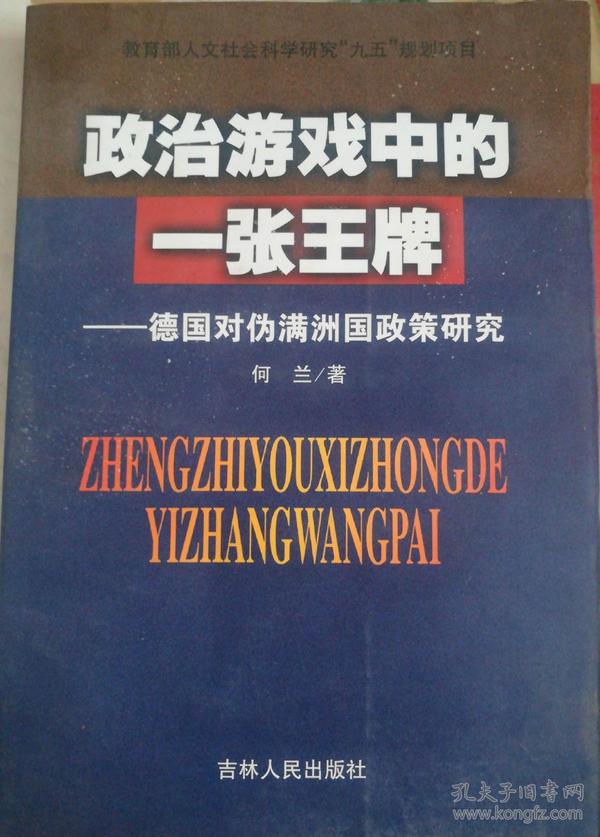 教育部人文社会科学研究“九五”规划项目
政治游戏中的
一张王牌
——德国对伪满洲国政策研究
何 兰/著
ZHENGZHIYOUXIZHONGDE
YIZHANGWANGPAI
吉林人民出版社
孔夫子旧书网
www.kongfz.com